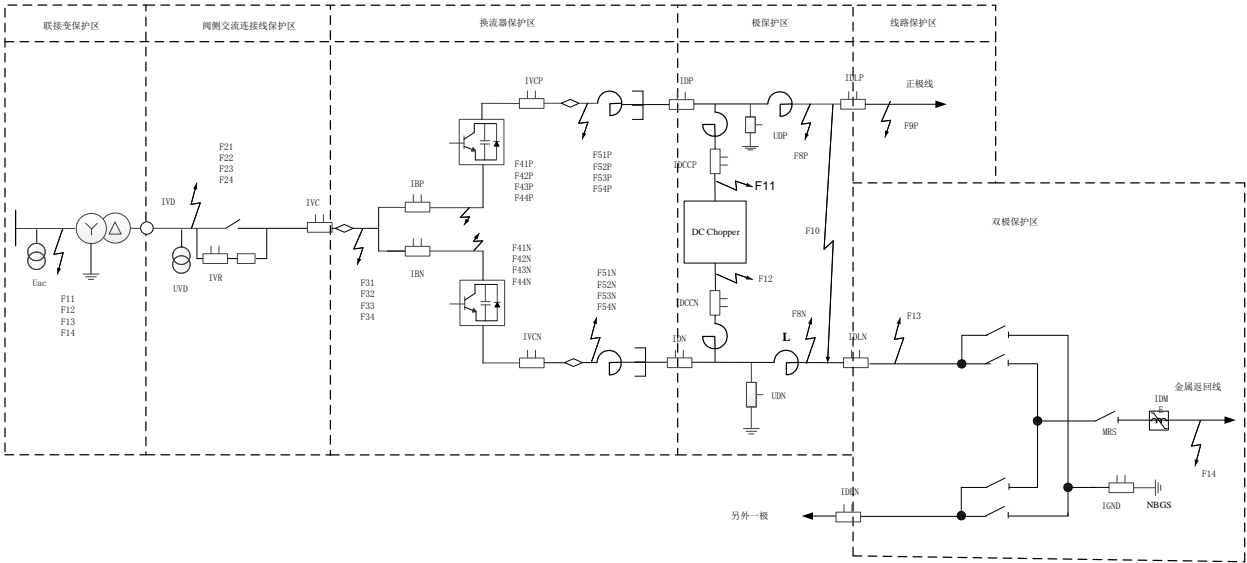 联接变保护区
阀侧交流连接线保护区
换流器保护区
极保护区
线路保护区
IVCP
IDP
IDLP
正极线
F9P
UDP
F8P
F51P
F52P
F53P
F54P
IDCCP
F11
F21
F22
F23
F24
F41P
F42P
F43P
F44P
IVD
IVC
IBP
双极保护区
DC Chopper
F10
Uac
UVD
IVR
IBN
F41N
F42N
F43N
F44N
F12
F11
F12
F13
F14
F31
F32
F33
F34
F51N
F52N
F53N
F54N
IDCCN
F8N
F13
IVCN
IDN
L
IDLN
UDN
金属返回线
IDM
E
MRS
F14
IGND
NBGS
另外一极